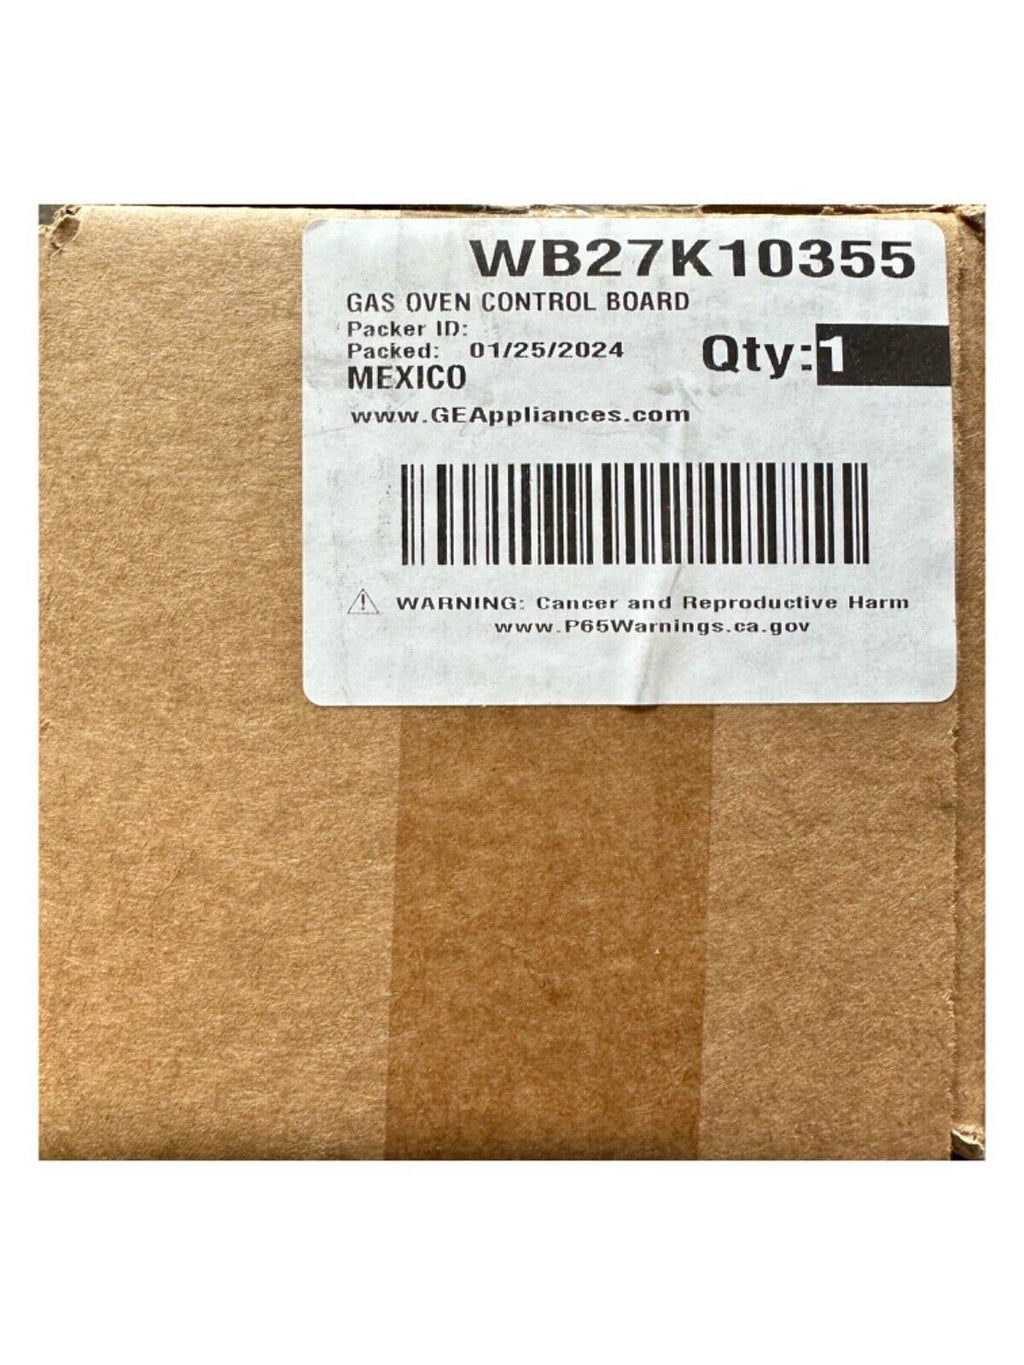 WB27K10355
GAS OVEN CONTROL BOARD
Packer ID:
Packed: 01/25/2024
Qty:1
MEXICO
www.GEAppliances.com
WARNING: Cancer and Reproductive Harm
www.P65Warnings.ca.gov